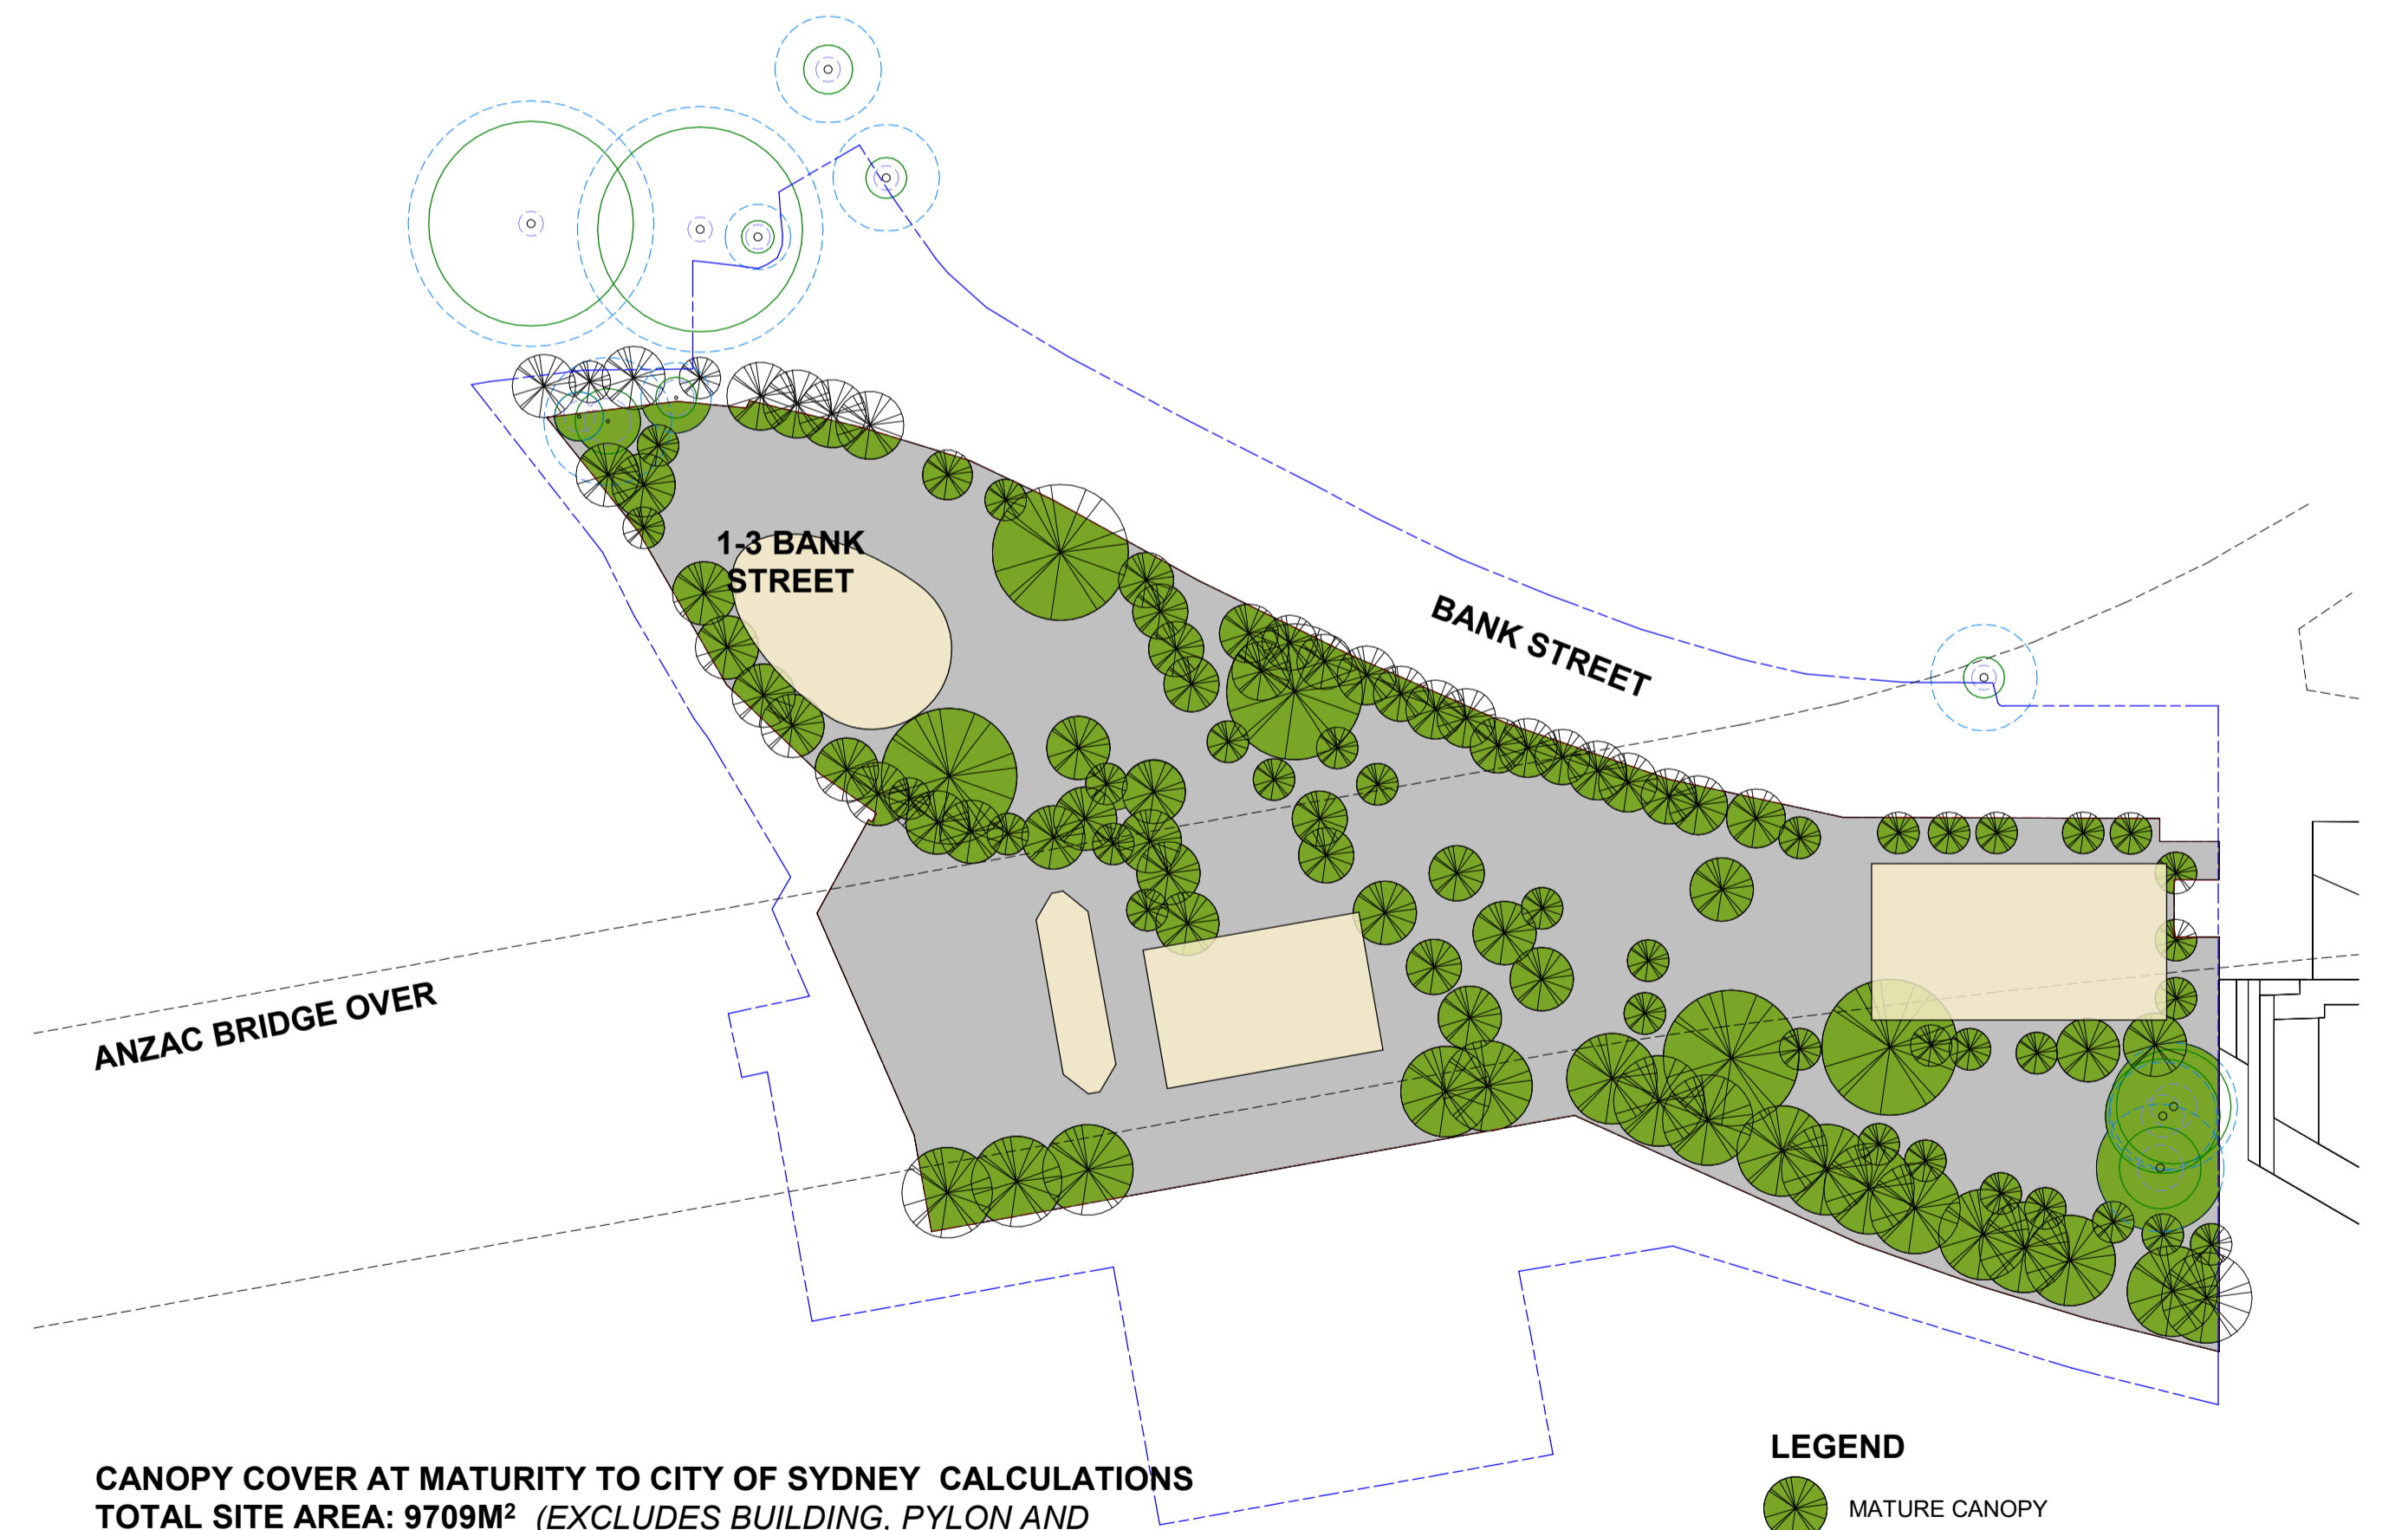 1-3 BANK
STREET
BANK STREET
ANZAC BRIDGE OVER
CANOPY COVER AT MATURITY TO CITY OF SYDNEY CALCULATIONS
TOTAL SITE AREA: 9709M² (EXCLUDES BUILDING, PYLON AND
LEGEND
MATURE CANOPY